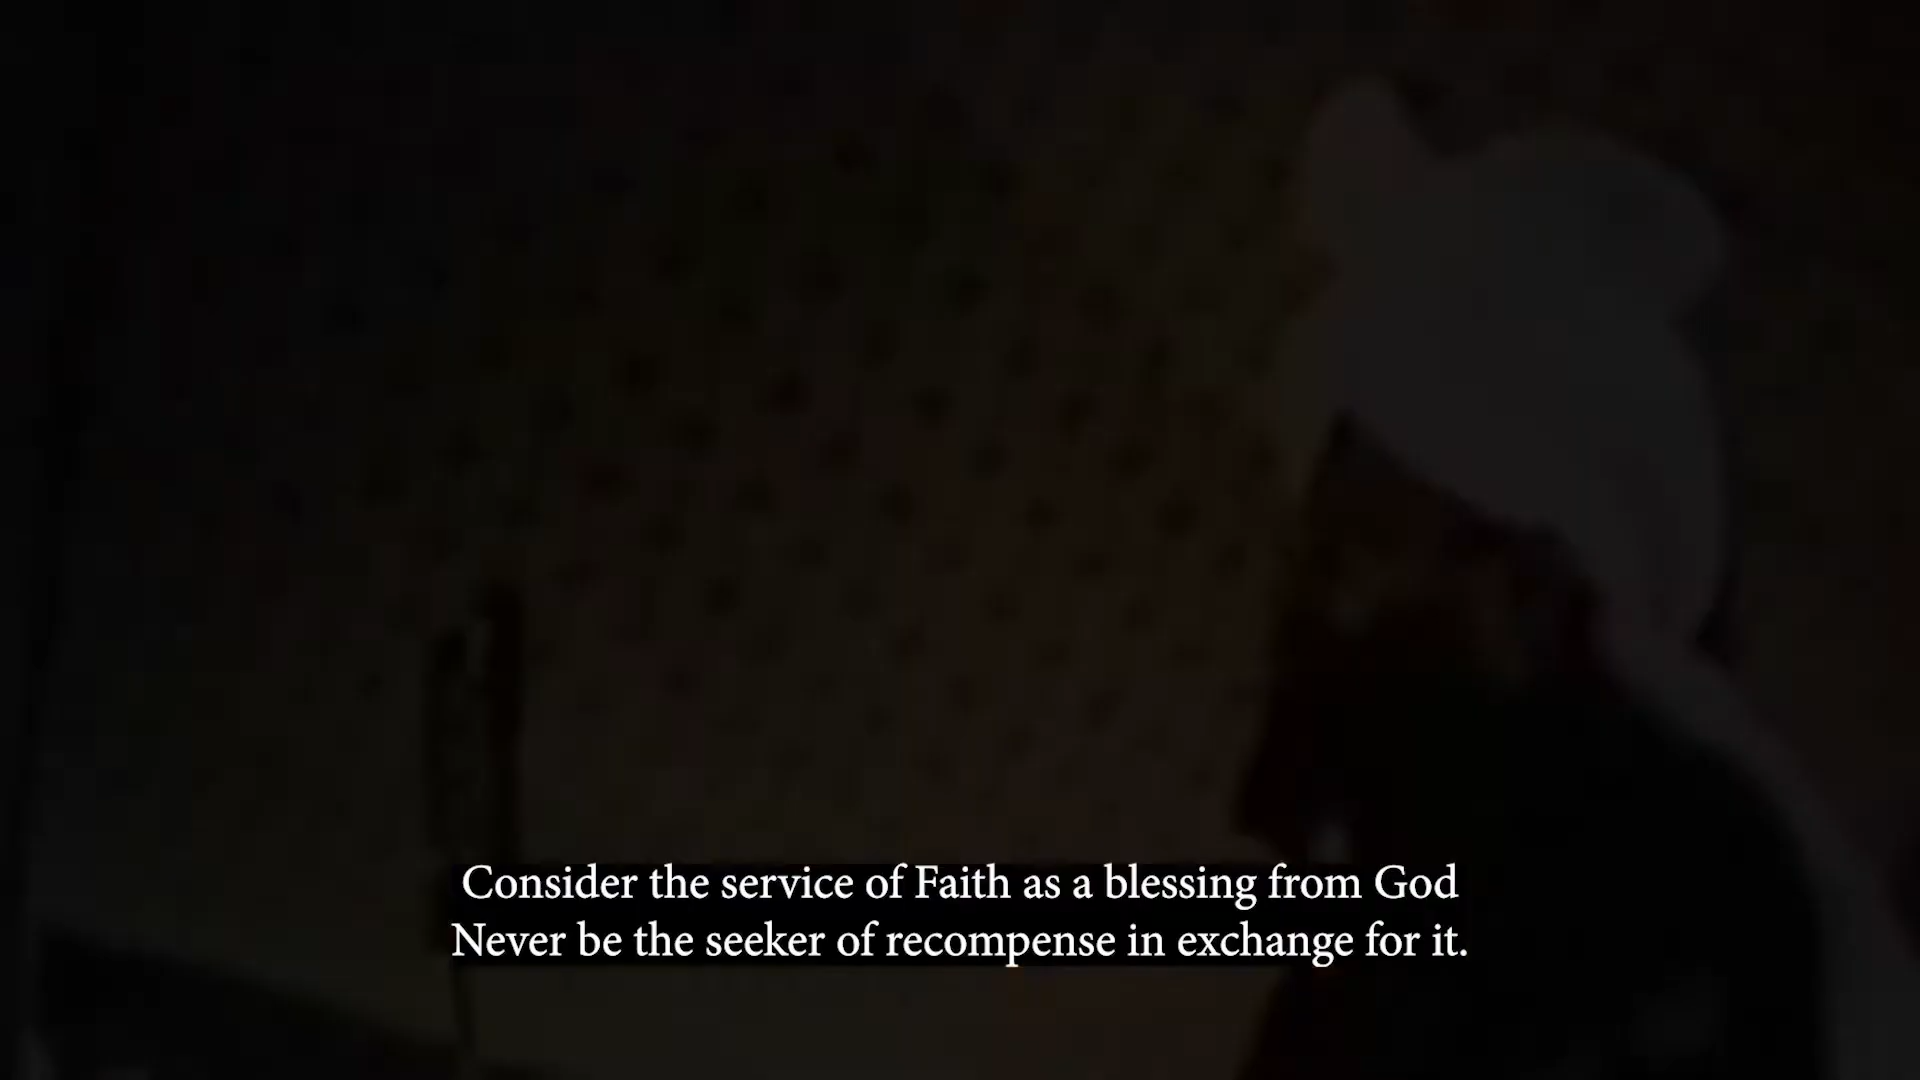 Consider the service of Faith as a blessing from God
Never be the seeker of recompense in exchange for it.